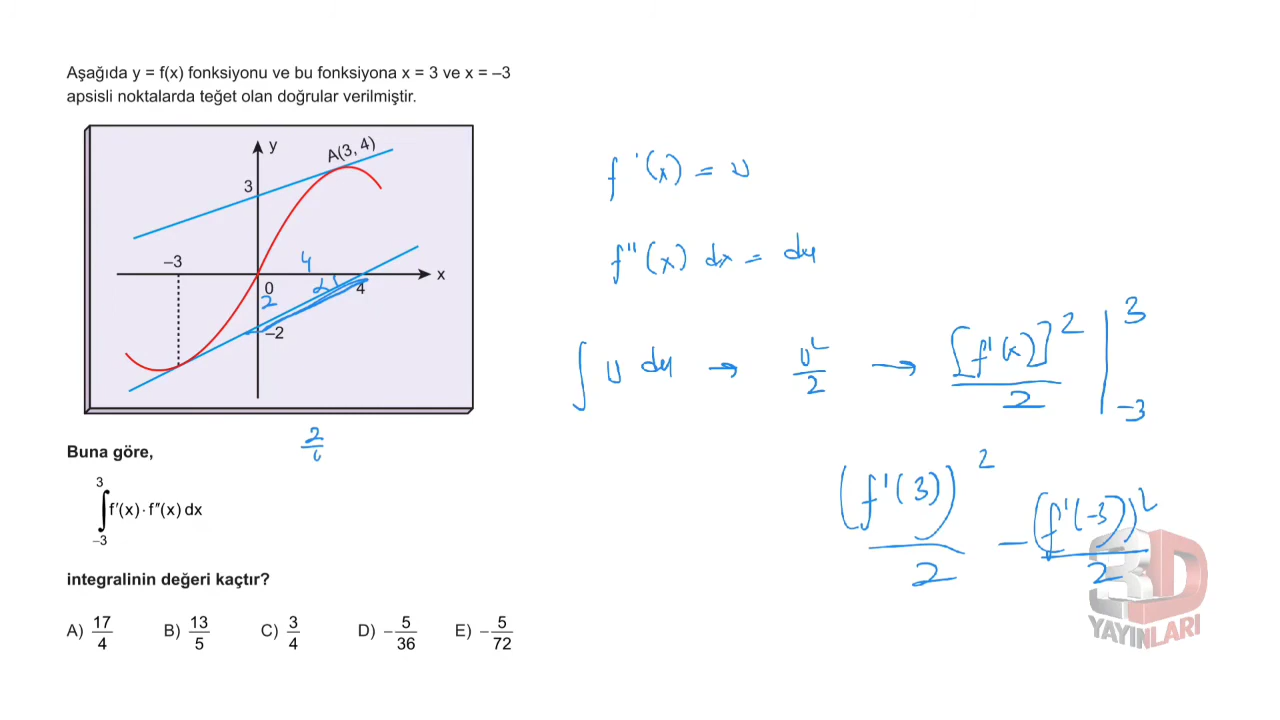 Aşağıda y = f(x) fonksiyonu ve bu fonksiyona x = 3 ve x = –3
apsisli noktalarda teğet olan doğrular verilmiştir.
y
A(3, 4)
3
–3
4
x
0
2
α
4
–2
2
Buna göre,
3
∫f′(x)·f″(x) dx
–3
integralinin değeri kaçtır?
A) 17/4 B) 13/5 C) 3/4 D) –5/36 E) –5/72
f'(x) = u
f''(x) dx = du
∫ u du → u²/2 → [f'(x)]²/2 | 3 –3
(f'(3))²/2 – (f'(-3))²/2
3D
YAYINLARI